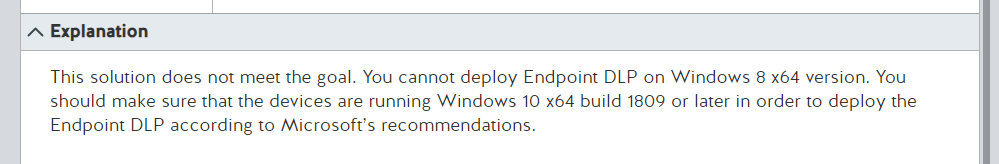 Explanation
This solution does not meet the goal. You cannot deploy Endpoint DLP on Windows 8 x64 version. You
should make sure that the devices are running Windows 10 x64 build 1809 or later in order to deploy the
Endpoint DLP according to Microsoft's recommendations.